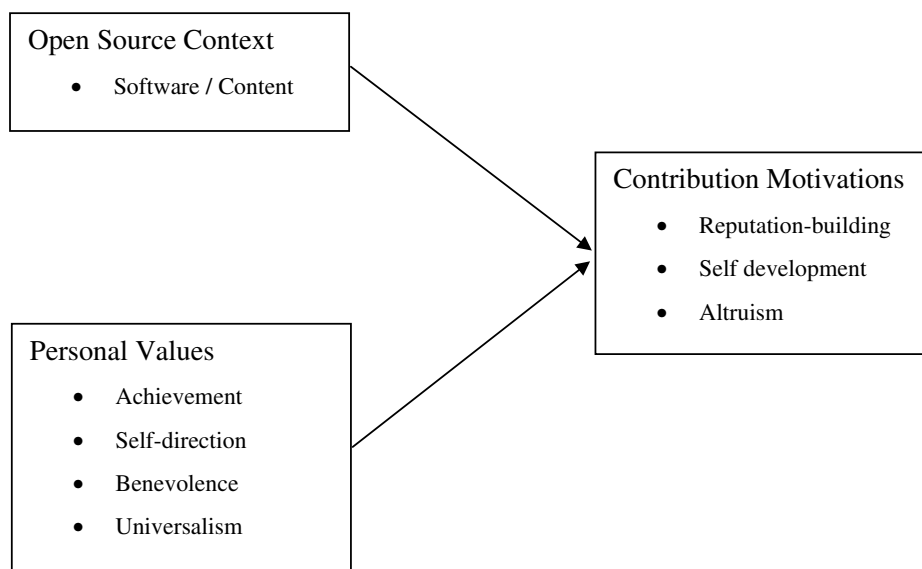 Open Source Context
• Software / Content
Contribution Motivations
• Reputation-building
• Self development
• Altruism
Personal Values
• Achievement
• Self-direction
• Benevolence
• Universalism